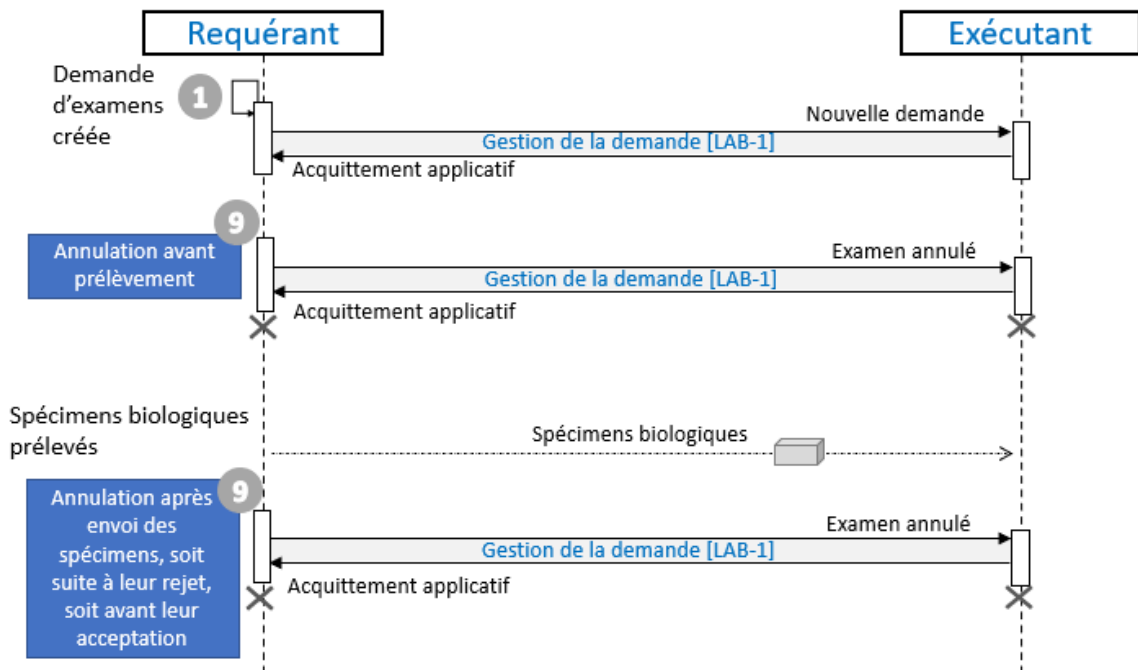 Requérant
Exécutant
Demande
d'examens
créée
1
Nouvelle demande
Gestion de la demande [LAB-1]
Acquittement applicatif
9
Annulation avant
prélèvement
Examen annulé
Gestion de la demande [LAB-1]
Acquittement applicatif
Spécimens biologiques
prélevés
Spécimens biologiques
9
Annulation après
envoi des
spécimens, soit
suite à leur rejet,
soit avant leur
acceptation
Examen annulé
Gestion de la demande [LAB-1]
Acquittement applicatif